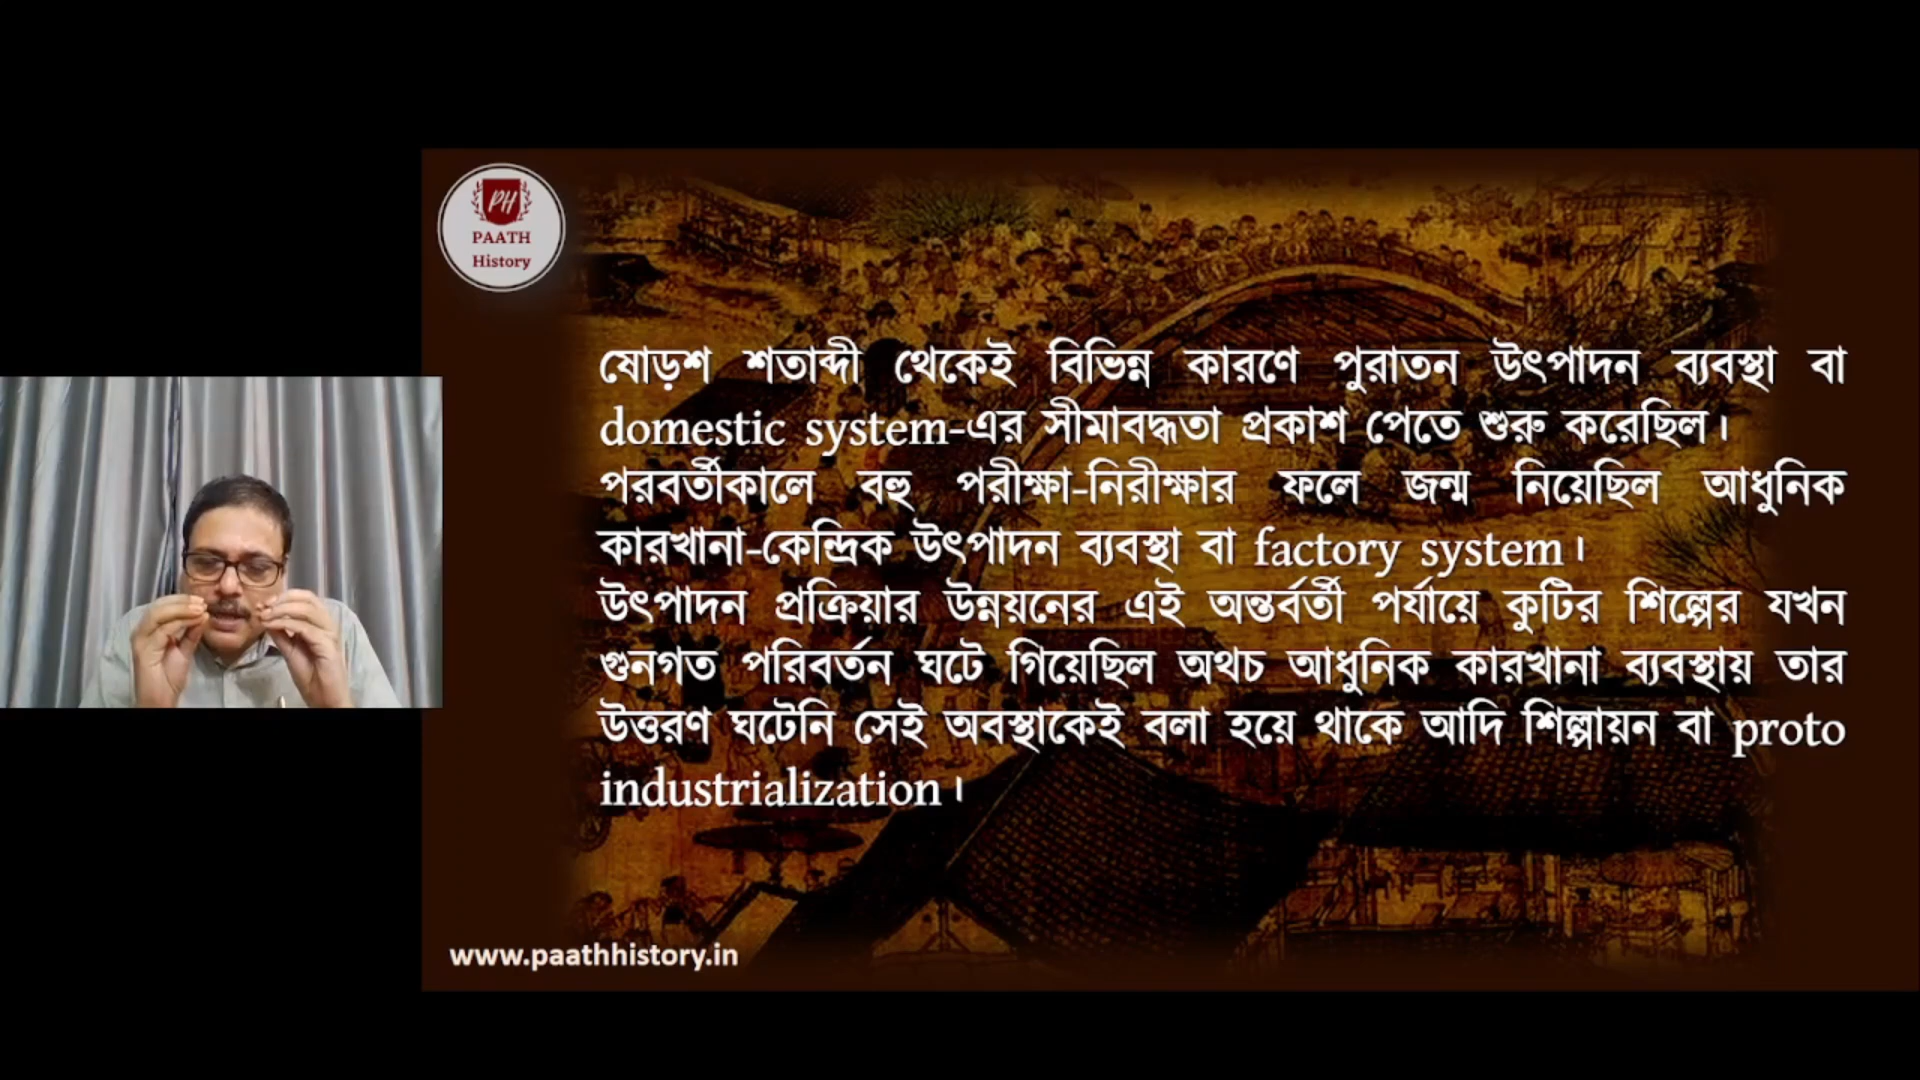 PH
PAATH
History
ষোড়শ শতাব্দী থেকেই বিভিন্ন কারণে পুরাতন উৎপাদন ব্যবস্থা বা
domestic system-এর সীমাবদ্ধতা প্রকাশ পেতে শুরু করেছিল।
পরবর্তীকালে বহু পরীক্ষা-নিরীক্ষার ফলে জন্ম নিয়েছিল আধুনিক
কারখানা-কেন্দ্রিক উৎপাদন ব্যবস্থা বা factory system।
উৎপাদন প্রক্রিয়ার উন্নয়নের এই অন্তর্বর্তী পর্যায়ে কুটির শিল্পের যখন
গুনগত পরিবর্তন ঘটে গিয়েছিল অথচ আধুনিক কারখানা ব্যবস্থায় তার
উত্তরণ ঘটেনি সেই অবস্থাকেই বলা হয়ে থাকে আদি শিল্পায়ন বা proto
industrialization।
www.paathhistory.in